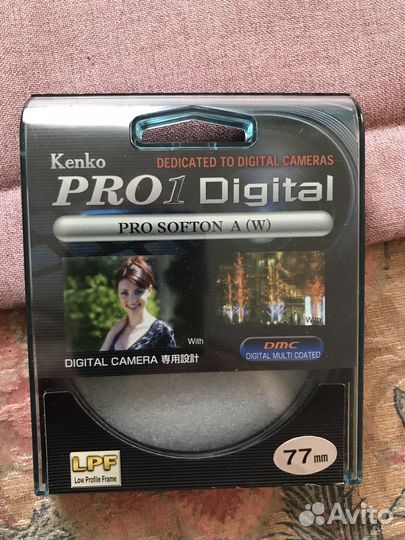 Kenko
DEDICATED TO DIGITAL CAMERAS
PRO1 Digital
PRO SOFTON A (W)
With
With
DIGITAL CAMERA 専用設計
DMC
DIGITAL MULTI COATED
LPF
Low Profile Frame
77mm
Avito